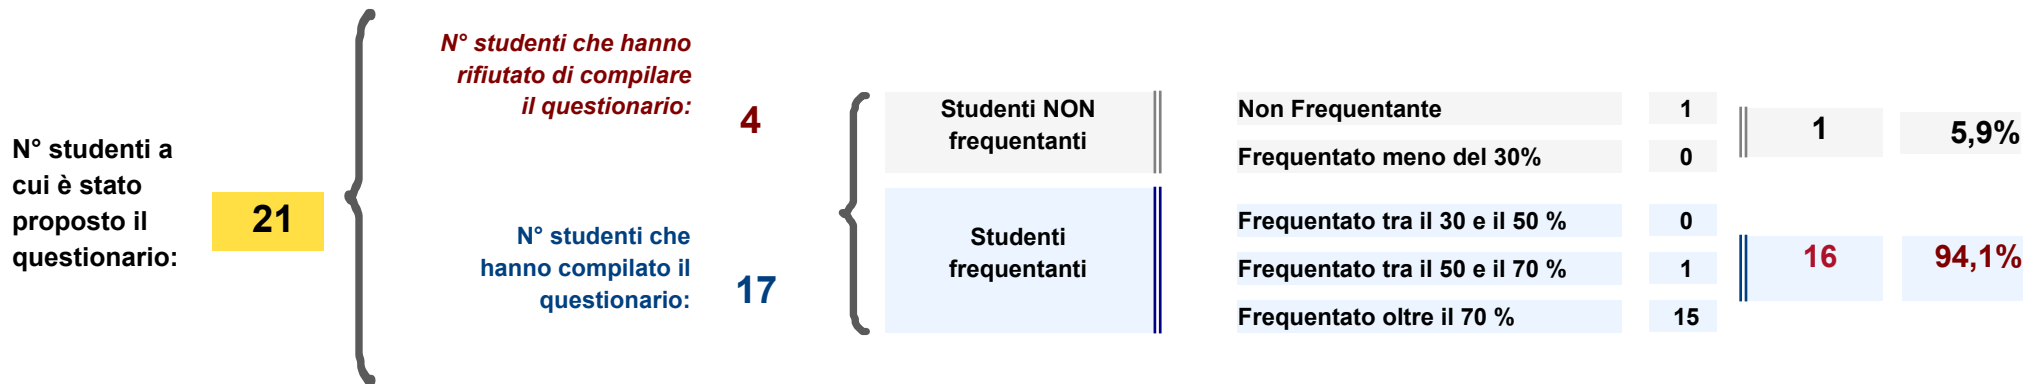 N° studenti a
cui è stato
proposto il
questionario:
21
N° studenti che hanno
rifiutato di compilare
il questionario:
4
N° studenti che
hanno compilato il
questionario:
17
Studenti NON
frequentanti
Non Frequentante 1
Frequentato meno del 30% 0
1 5,9%
Studenti
frequentanti
Frequentato tra il 30 e il 50 % 0
Frequentato tra il 50 e il 70 % 1
Frequentato oltre il 70 % 15
16 94,1%